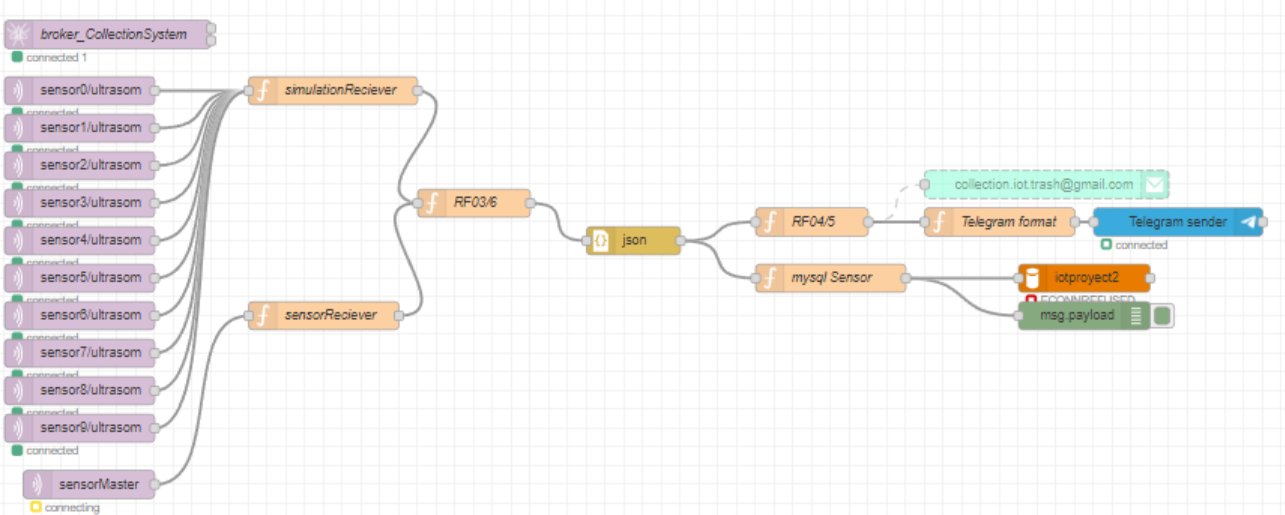 broker_CollectionSystem
connected 1
sensor0/ultrasom
connected
sensor1/ultrasom
connected
sensor2/ultrasom
connected
sensor3/ultrasom
connected
sensor4/ultrasom
connected
sensor5/ultrasom
connected
sensor6/ultrasom
connected
sensor7/ultrasom
connected
sensor8/ultrasom
connected
sensor9/ultrasom
connected
sensorMaster
connecting
simulationReciever
sensorReciever
RF03/6
json
RF04/5
mysql Sensor
collection.iot.trash@gmail.com
Telegram format
Telegram sender
connected
iotproyect2
ECONNREFUSED
msg.payload